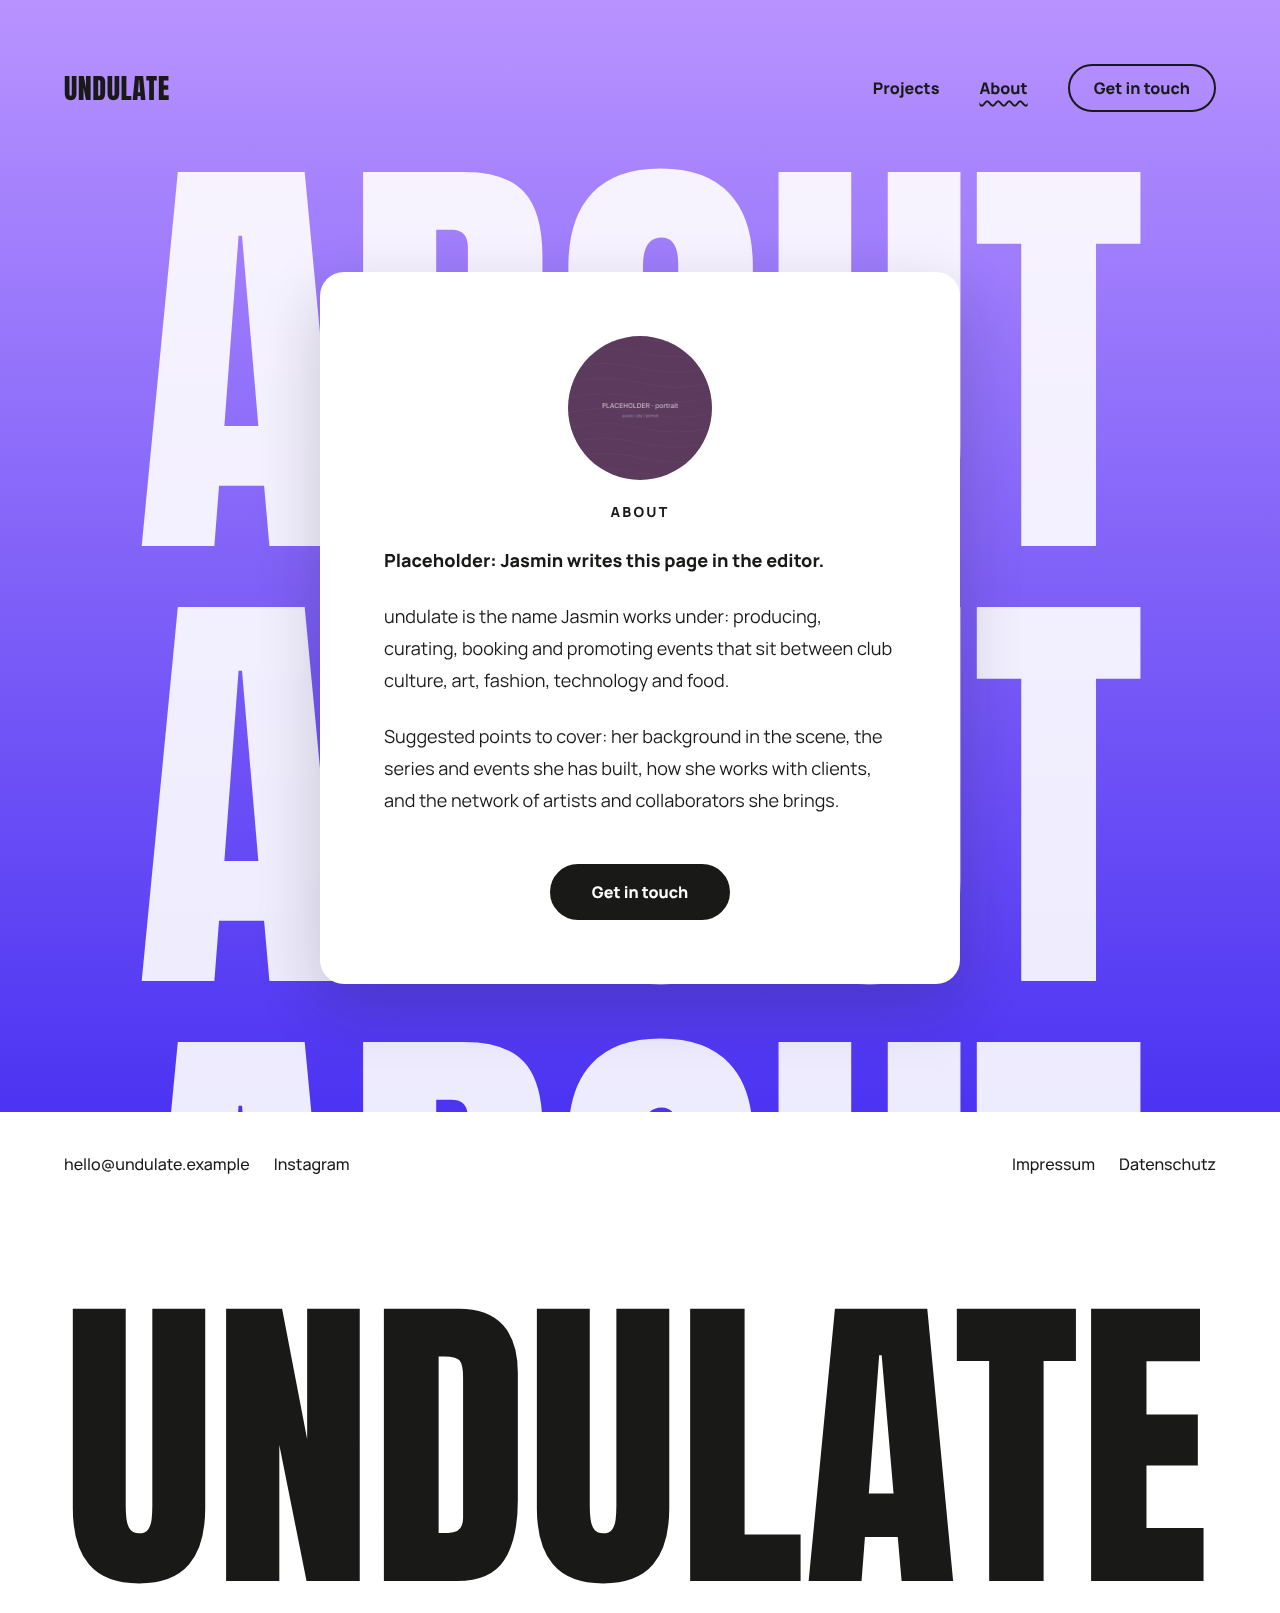 UNDULATE
Projects About Get in touch
ABOUT
PLACEHOLDER · portrait
ABOUT
Placeholder: Jasmin writes this page in the editor.
undulate is the name Jasmin works under: producing,
curating, booking and promoting events that sit between club
culture, art, fashion, technology and food.
Suggested points to cover: her background in the scene, the
series and events she has built, how she works with clients,
and the network of artists and collaborators she brings.
Get in touch
ABOUT
hello@undulate.example Instagram
Impressum Datenschutz
UNDULATE